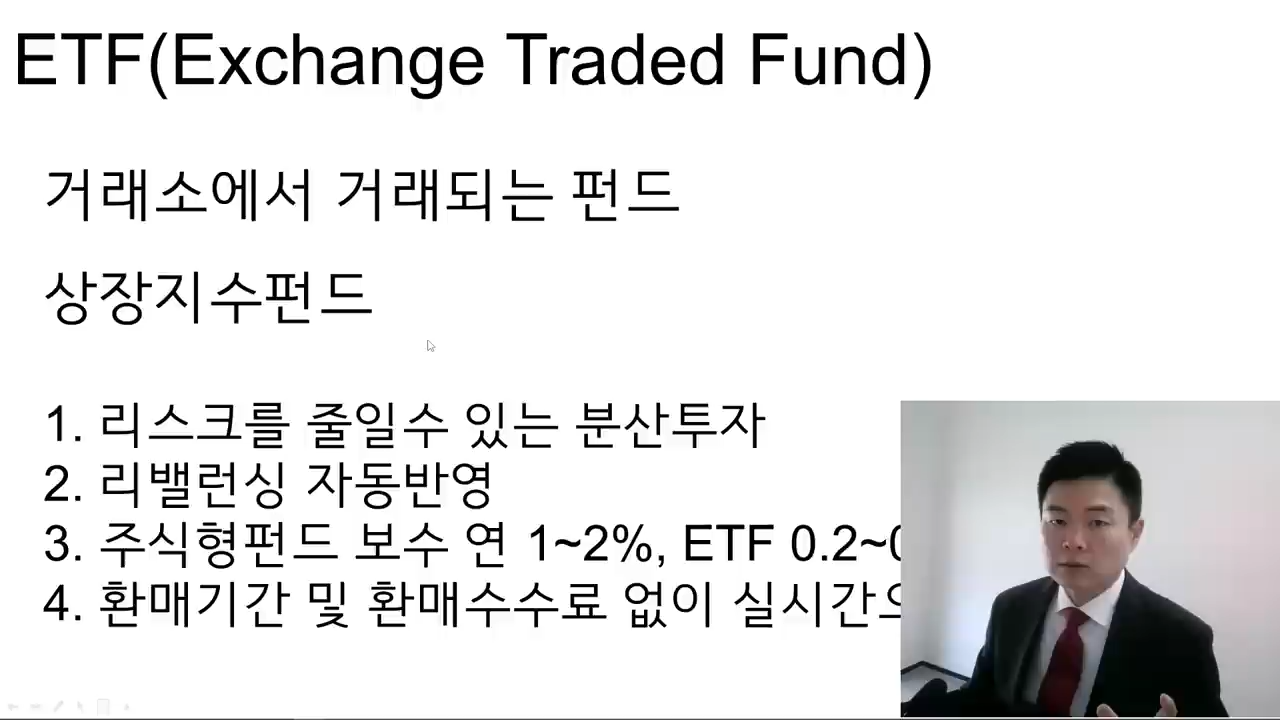 ETF(Exchange Traded Fund)
거래소에서 거래되는 펀드
상장지수펀드
1. 리스크를 줄일수 있는 분산투자
2. 리밸런싱 자동반영
3. 주식형펀드 보수 연 1~2%, ETF 0.2~
4. 환매기간 및 환매수수료 없이